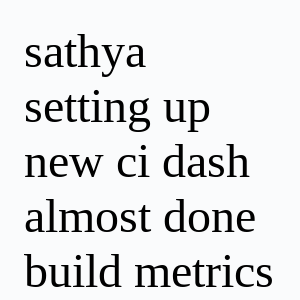 sathya
setting up
new ci dash
almost done
build metrics